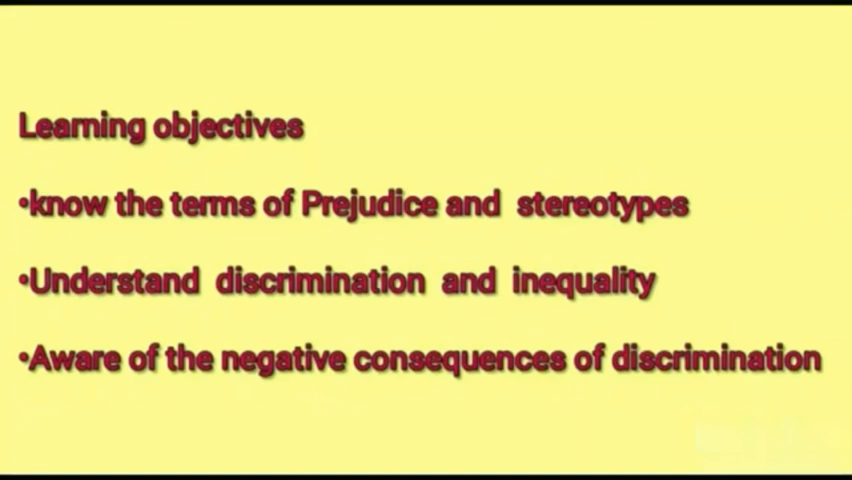 Learning objectives
•know the terms of Prejudice and stereotypes
•Understand discrimination and inequality
•Aware of the negative consequences of discrimination